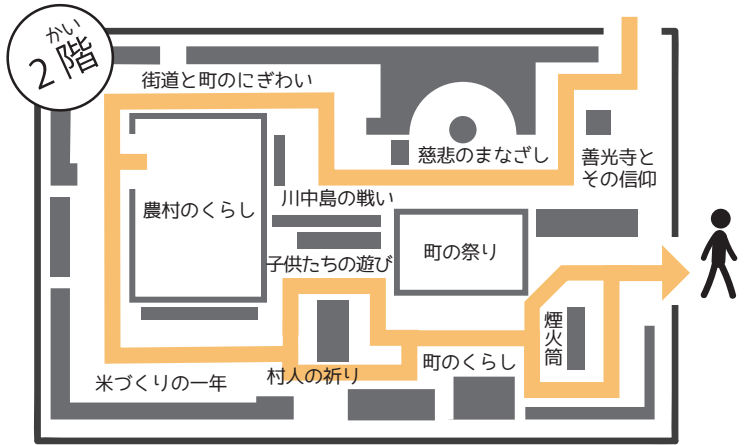 かい
2階
街道と町のにぎわい
慈悲のまなざし
善光寺と
その信仰
川中島の戦い
農村のくらし
町の祭り
子供たちの遊び
煙火筒
町のくらし
村人の祈り
米づくりの一年